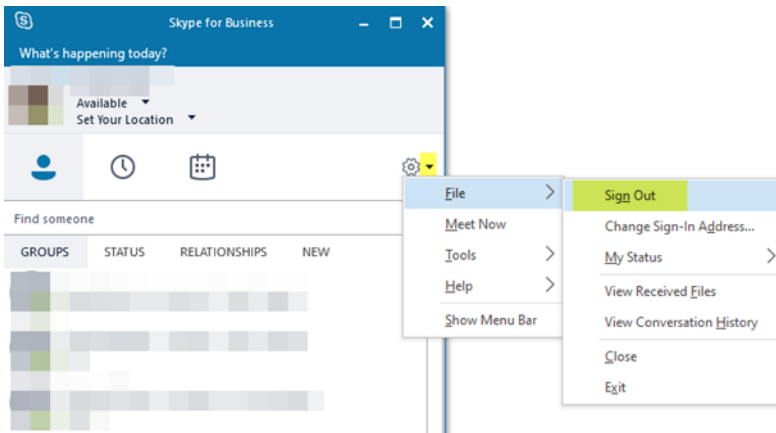 Skype for Business
What's happening today?
Available
Set Your Location
Find someone
GROUPS STATUS RELATIONSHIPS NEW
File
Meet Now
Tools
Help
Show Menu Bar
Sign Out
Change Sign-In Address...
My Status
View Received Files
View Conversation History
Close
Exit